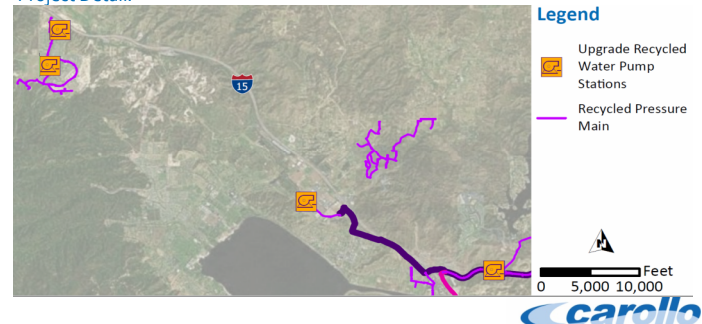 Legend
Upgrade Recycled
Water Pump
Stations
Recycled Pressure
Main
15
N
Feet
0 5,000 10,000
carollo